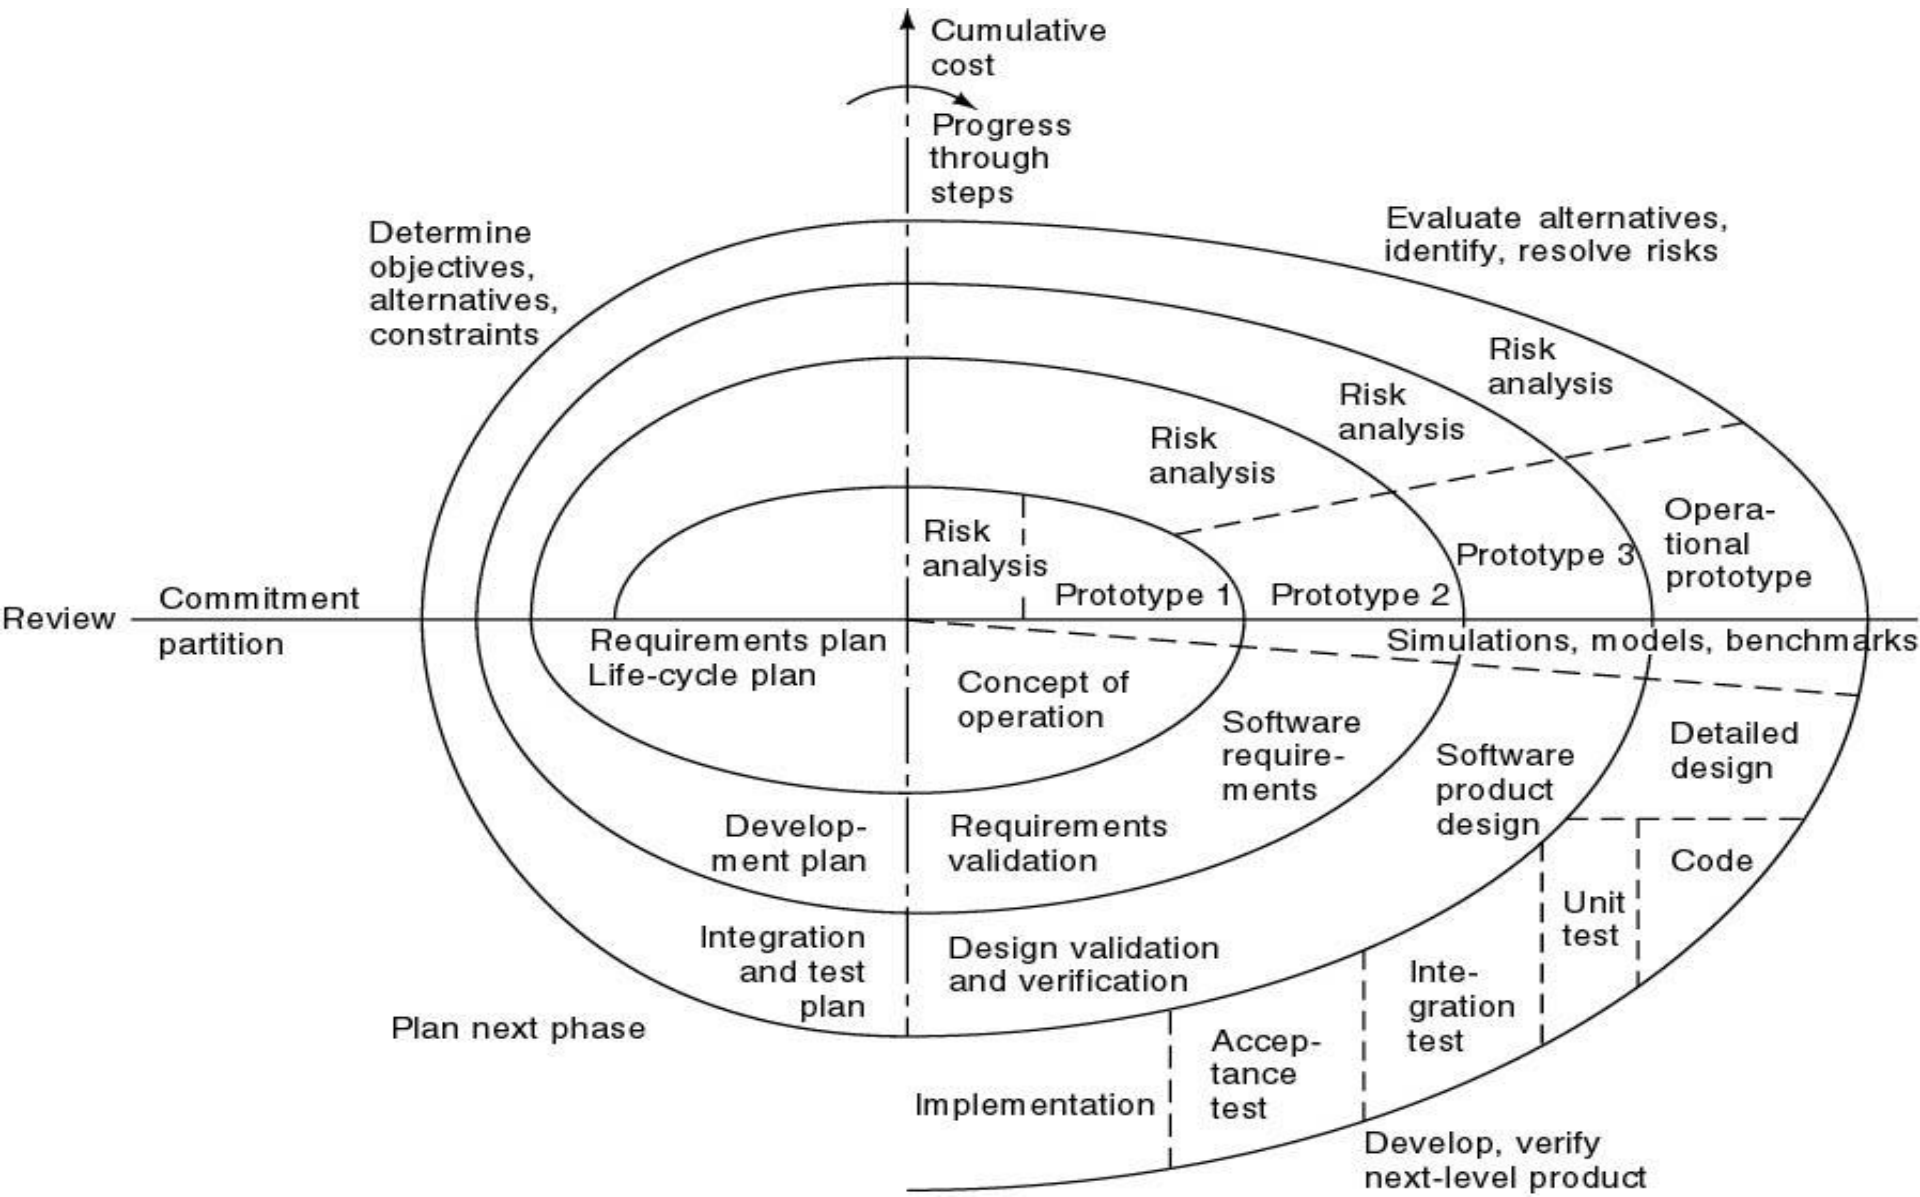 Cumulative
cost
Progress
through
steps
Determine
objectives,
alternatives,
constraints
Evaluate alternatives,
identify, resolve risks
Risk
analysis
Risk
analysis
Risk
analysis
Risk
analysis
Prototype 1
Prototype 2
Prototype 3
Opera-
tional
prototype
Review
Commitment
partition
Requirements plan
Life-cycle plan
Simulations, models, benchmarks
Concept of
operation
Software
require-
ments
Software
product
design
Detailed
design
Develop-
ment plan
Requirements
validation
Code
Unit
test
Integration
and test
plan
Design validation
and verification
Inte-
gration
test
Plan next phase
Accep-
tance
test
Implementation
Develop, verify
next-level product